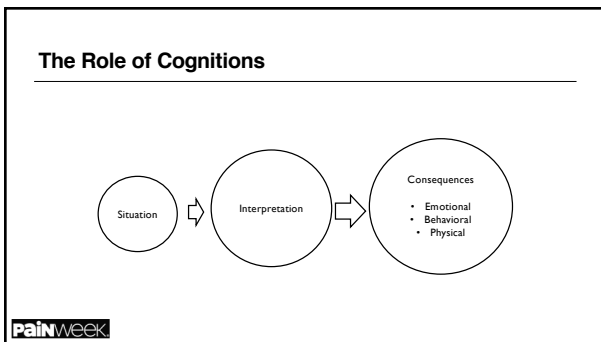 The Role of Cognitions
Situation
Interpretation
Consequences
• Emotional
• Behavioral
• Physical
PaiNweek.